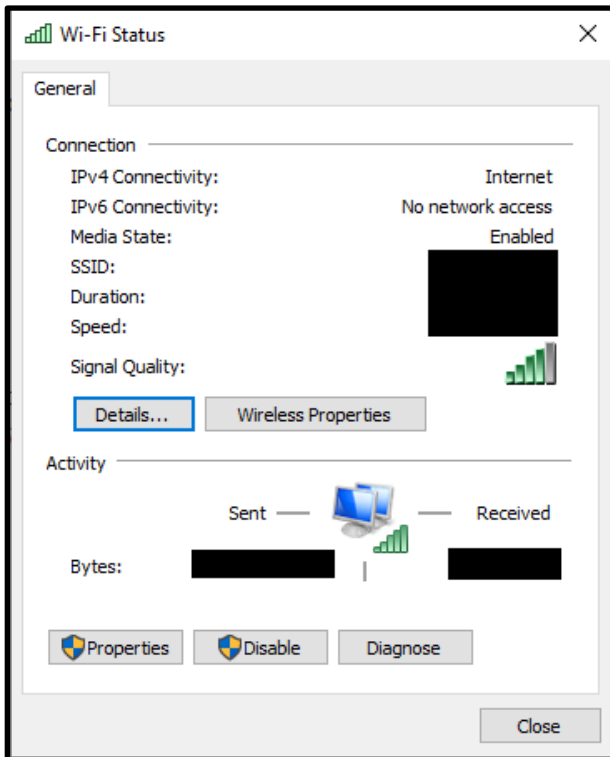 Wi-Fi Status
General
Connection
IPv4 Connectivity: Internet
IPv6 Connectivity: No network access
Media State: Enabled
SSID:
Duration:
Speed:
Signal Quality:
Details... Wireless Properties
Activity
Sent Received
Bytes:
Properties Disable Diagnose
Close